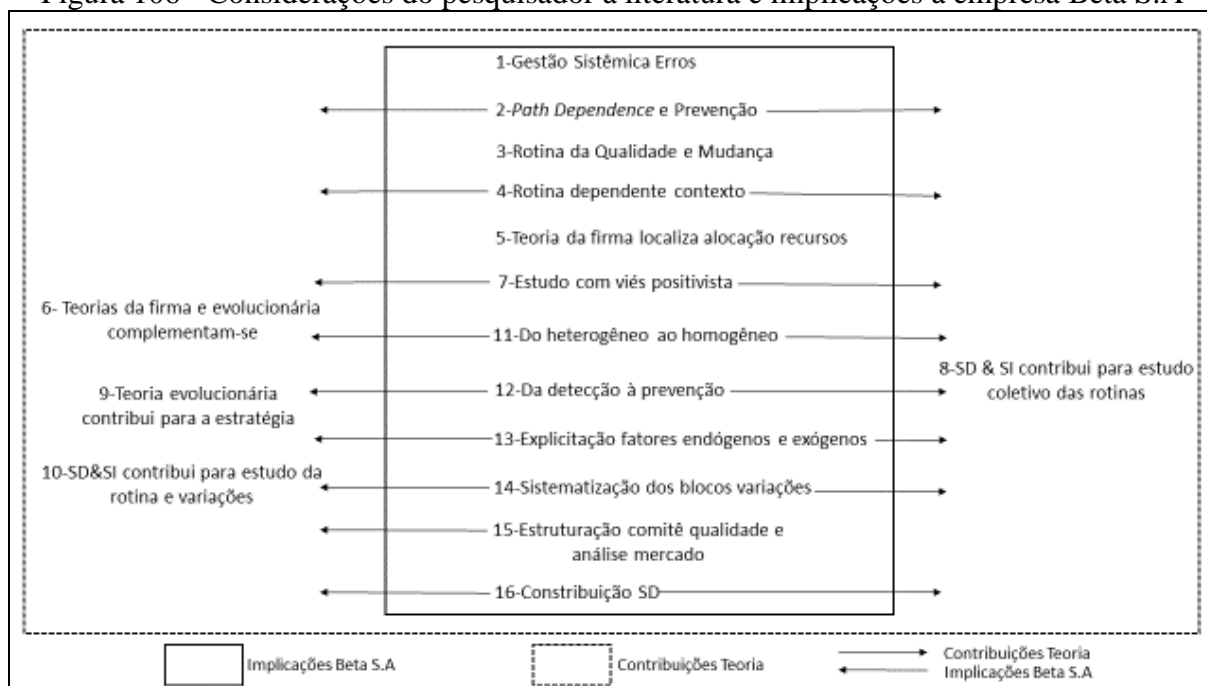 Figura 106 - Considerações do pesquisador à literatura e implicações à empresa Beta S.A
1-Gestão Sistêmica Erros
2-Path Dependence e Prevenção
3-Rotina da Qualidade e Mudança
4-Rotina dependente contexto
5-Teoria da firma localiza alocação recursos
7-Estudo com viés positivista
6- Teorias da firma e evolucionária
complementam-se
11-Do heterogêneo ao homogêneo
8-SD & SI contribui para estudo
coletivo das rotinas
9-Teoria evolucionária
contribui para a estratégia
12-Da detecção à prevenção
13-Explicitação fatores endógenos e exógenos
10-SD&SI contribui para estudo da
rotina e variações
14-Sistematização dos blocos variações
15-Estruturação comitê qualidade e
análise mercado
16-Constribuição SD
Implicações Beta S.A
Contribuições Teoria
Contribuições Teoria
Implicações Beta S.A